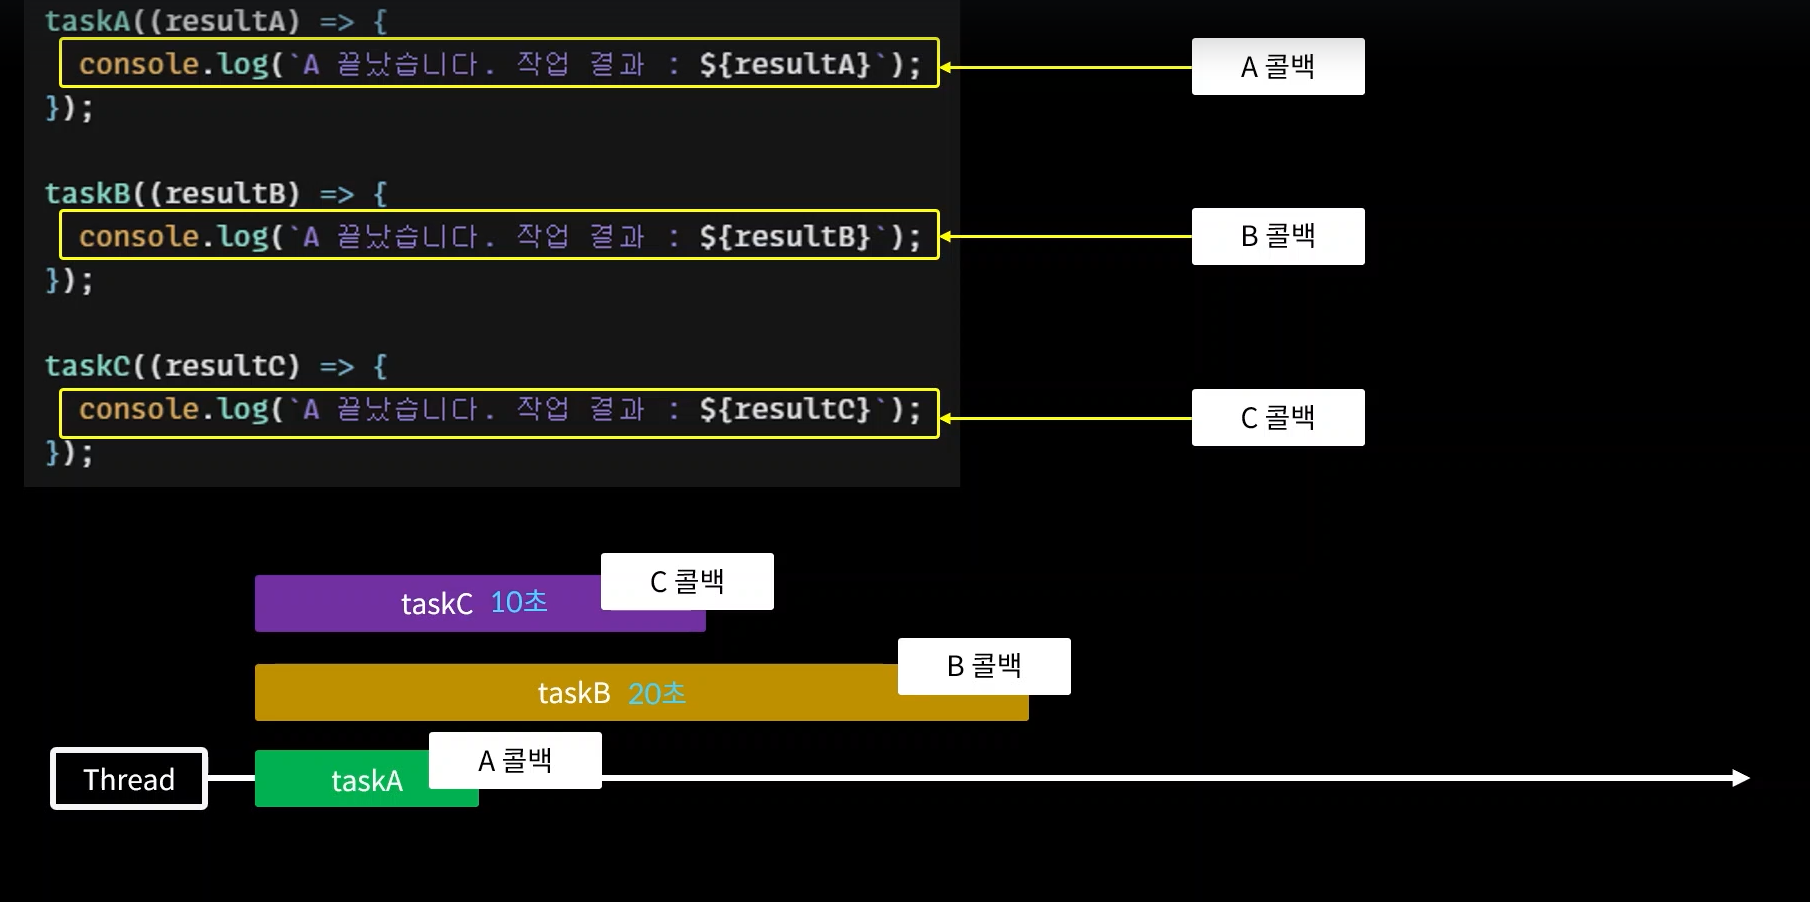 taskA((resultA) => {
console.log(`A 끝났습니다. 작업 결과 : ${resultA}`);
});
A 콜백
taskB((resultB) => {
console.log(`A 끝났습니다. 작업 결과 : ${resultB}`);
});
B 콜백
taskC((resultC) => {
console.log(`A 끝났습니다. 작업 결과 : ${resultC}`);
});
C 콜백
taskC 10초
C 콜백
taskB 20초
B 콜백
Thread
taskA
A 콜백